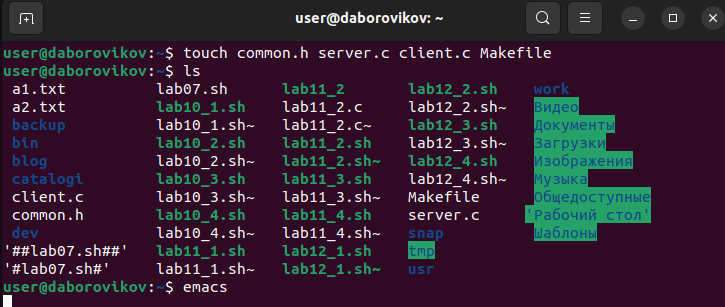 user@daborovikov: ~
user@daborovikov:~$ touch common.h server.c client.c Makefile
user@daborovikov:~$ ls
a1.txt lab07.sh lab11_2 lab12_2.sh work
a2.txt lab10_1.sh lab11_2.c lab12_2.sh~ Видео
backup lab10_1.sh~ lab11_2.c~ lab12_3.sh Документы
bin lab10_2.sh lab11_2.sh lab12_3.sh~ Загрузки
blog lab10_2.sh~ lab11_2.sh~ lab12_4.sh Изображения
catalogi lab10_3.sh lab11_3.sh lab12_4.sh~ Музыка
client.c lab10_3.sh~ lab11_3.sh~ Makefile Общедоступные
common.h lab10_4.sh lab11_4.sh server.c 'Рабочий стол'
dev lab10_4.sh~ lab11_4.sh~ snap Шаблоны
'##lab07.sh##' lab11_1.sh lab12_1.sh tmp
'#lab07.sh#' lab11_1.sh~ lab12_1.sh~ usr
user@daborovikov:~$ emacs